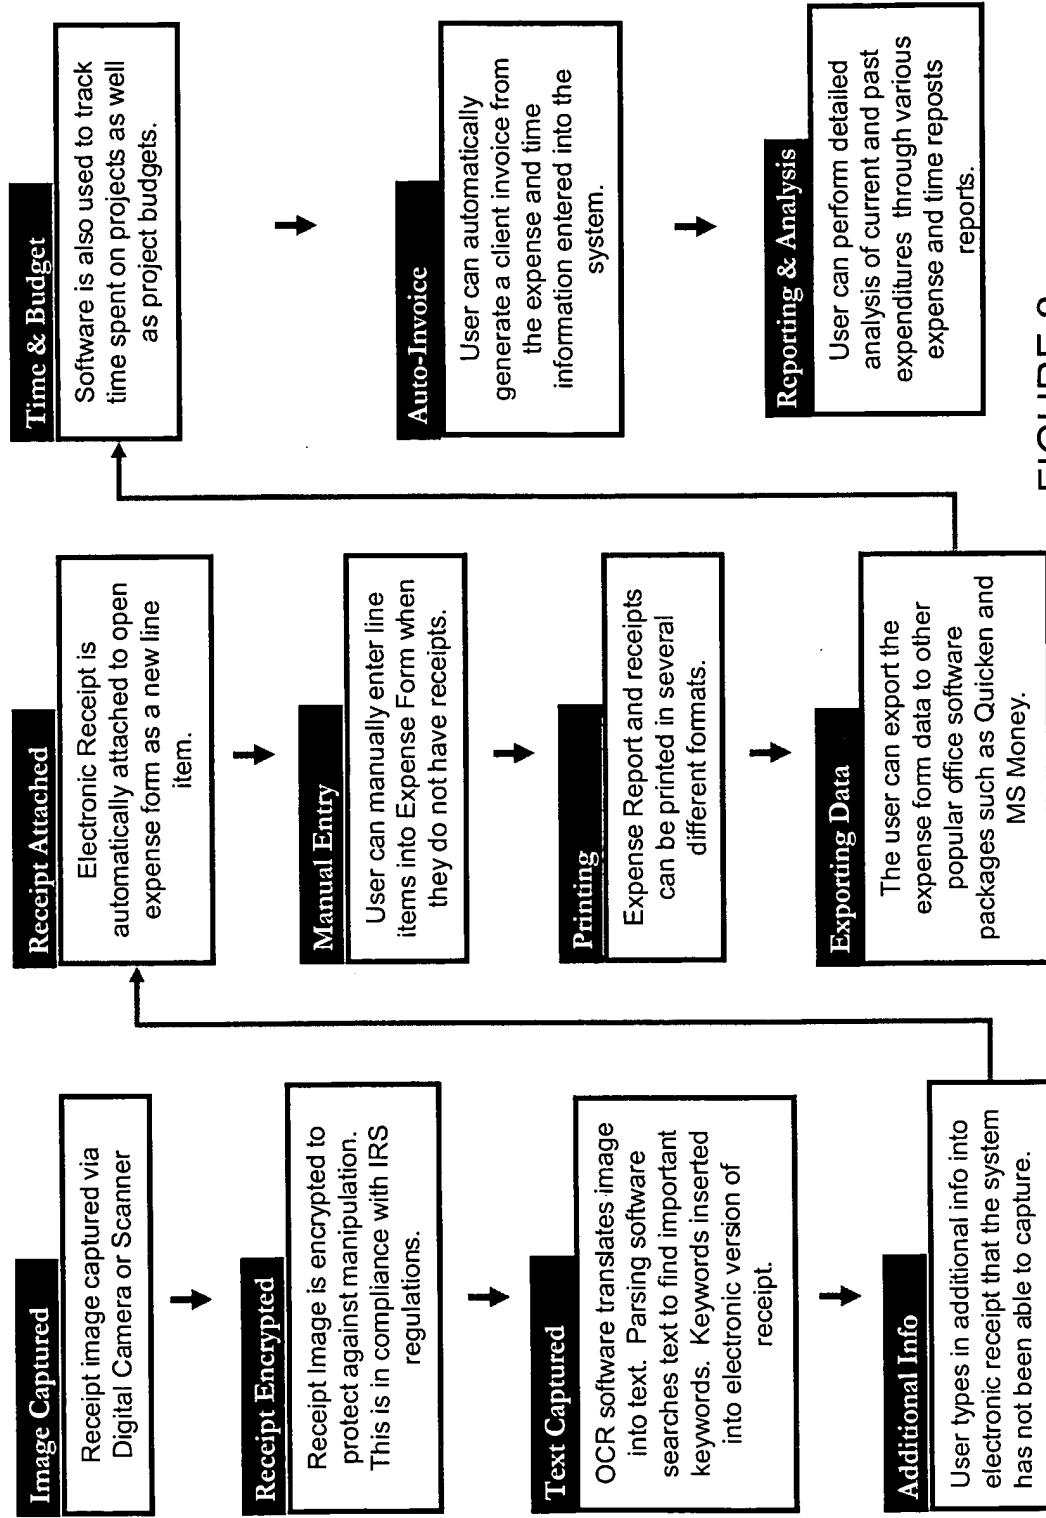 Image Captured
Receipt image captured via
Digital Camera or Scanner
Receipt Encrypted
Receipt Image is encrypted to
protect against manipulation.
This is in compliance with IRS
regulations.
Text Captured
OCR software translates image
into text. Parsing software
searches text to find important
keywords. Keywords inserted
into electronic version of
receipt.
Additional Info
User types in additional info into
electronic receipt that the system
has not been able to capture.
Receipt Attached
Electronic Receipt is
automatically attached to open
expense form as a new line
item.
Manual Entry
User can manually enter line
items into Expense Form when
they do not have receipts.
Printing
Expense Report and receipts
can be printed in several
different formats.
Exporting Data
The user can export the
expense form data to other
popular office software
packages such as Quicken and
MS Money.
Time & Budget
Software is also used to track
time spent on projects as well
as project budgets.
Auto-Invoice
User can automatically
generate a client invoice from
the expense and time
information entered into the
system.
Reporting & Analysis
User can perform detailed
analysis of current and past
expenditures through various
expense and time reposts
reports.
FIGURE